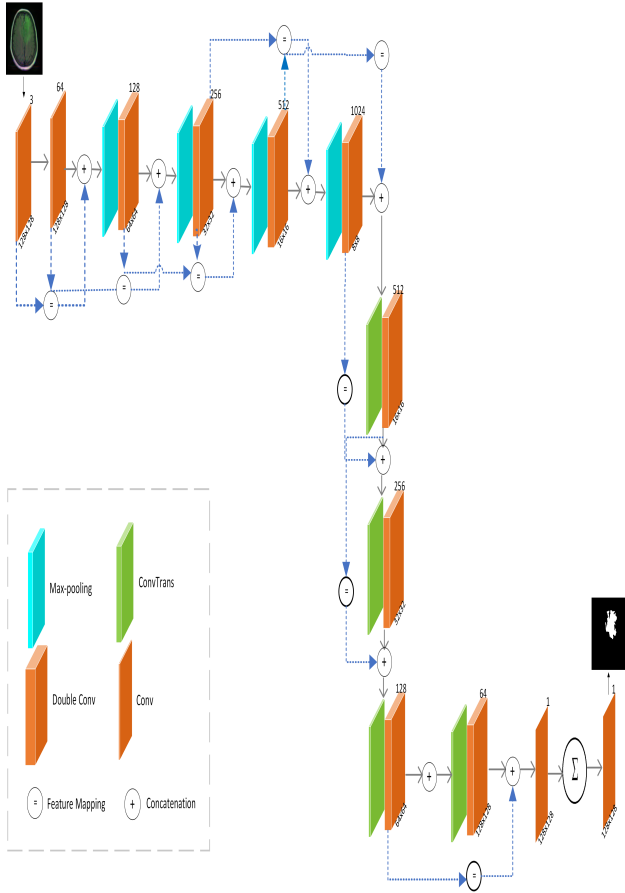 3
64
128
256
512
1024
=
=
+
+
+
+
+
=
=
=
128x128
128x128
64x64
32x32
16x16
8x8
512
=
16x16
+
256
=
32x32
+
128
64
1
1
+
+
Σ
64x64
128x128
128x128
128x128
=
Max-pooling
ConvTrans
Double Conv
Conv
= Feature Mapping
+ Concatenation